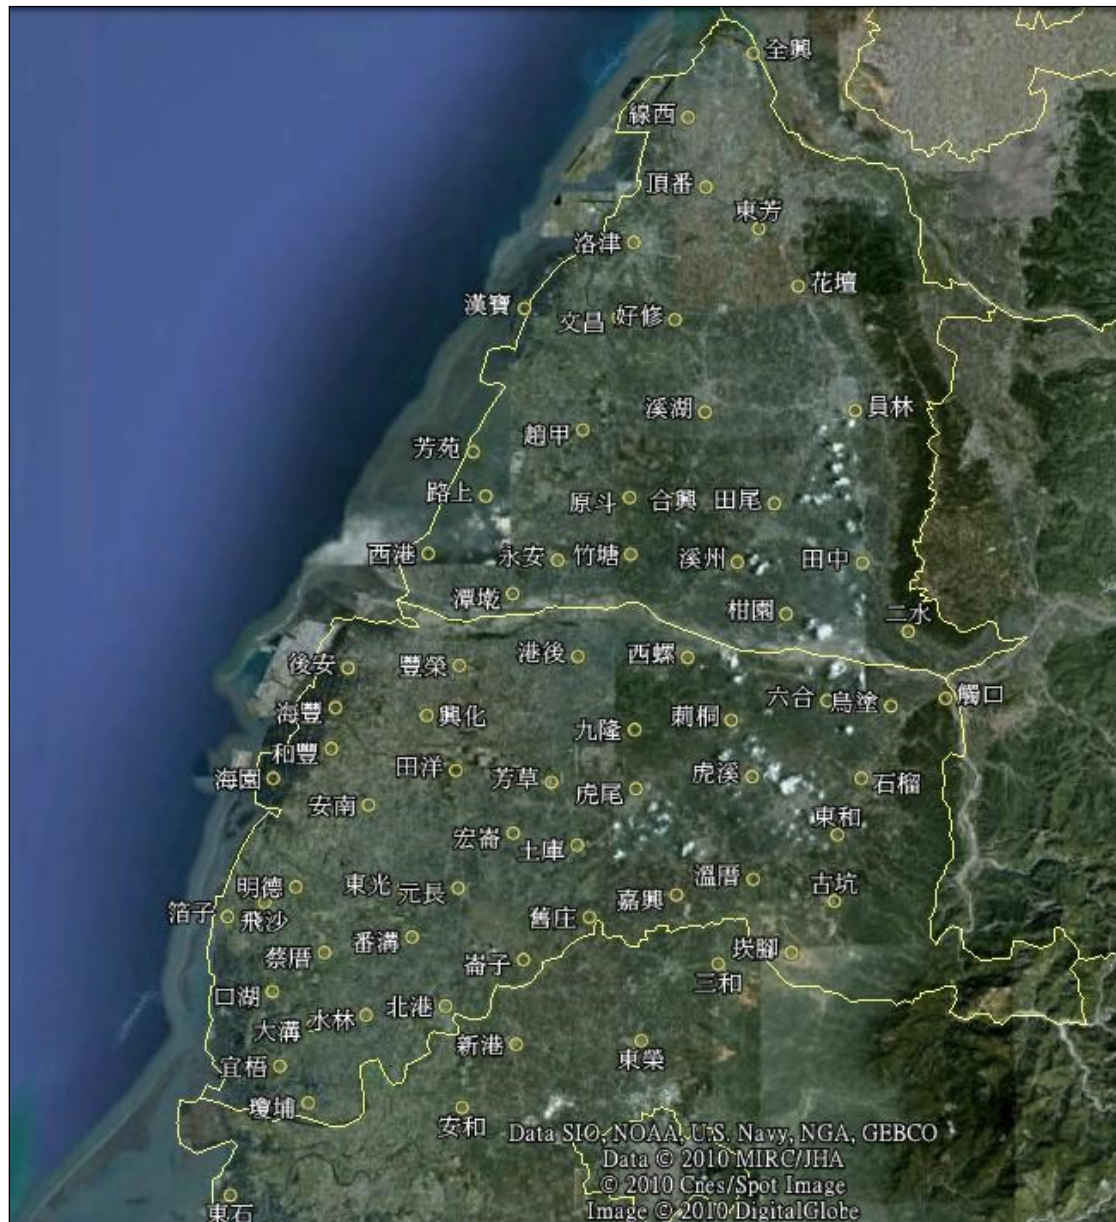 全興
線西
頂番
東芳
洛津
花壇
漢寶
文昌
好修
溪湖
員林
趙甲
芳苑
路上
原斗
合興
田尾
西港
永安
竹塘
溪州
田中
潭墘
柑園
二水
後安
豐榮
港後
西螺
海豐
興化
九隆
莿桐
六合
烏塗
觸口
和豐
海園
田洋
芳草
虎尾
虎溪
石榴
安南
宏崙
土庫
東和
明德
東光
元長
嘉興
溫厝
古坑
箔子
飛沙
舊庄
蔡厝
番溝
崙子
三和
崁腳
口湖
大溝
水林
北港
新港
東榮
宜梧
瓊埔
安和
東石
Data SIO, NOAA, U.S. Navy, NGA, GEBCO
Data © 2010 MIRC/JHA
© 2010 Cnes/Spot Image
Image © 2010 DigitalGlobe